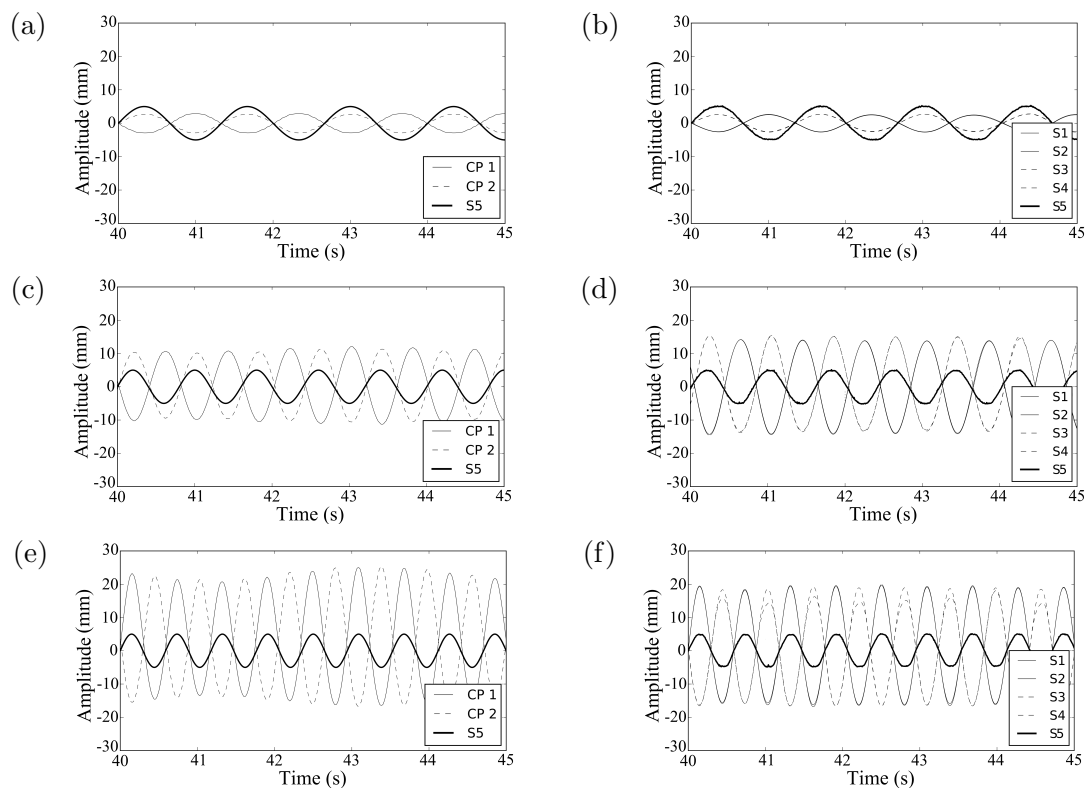 (a)
Amplitude (mm)
30
20
10
0
-10
-20
-30
CP 1
CP 2
S5
40 41 42 43 44 45
Time (s)
(b)
Amplitude (mm)
30
20
10
0
-10
-20
-30
S1
S2
S3
S4
S5
40 41 42 43 44 45
Time (s)
(c)
Amplitude (mm)
30
20
10
0
-10
-20
-30
CP 1
CP 2
S5
40 41 42 43 44 45
Time (s)
(d)
Amplitude (mm)
30
20
10
0
-10
-20
-30
S1
S2
S3
S4
S5
40 41 42 43 44 45
Time (s)
(e)
Amplitude (mm)
30
20
10
0
-10
-20
-30
CP 1
CP 2
S5
40 41 42 43 44 45
Time (s)
(f)
Amplitude (mm)
30
20
10
0
-10
-20
-30
S1
S2
S3
S4
S5
40 41 42 43 44 45
Time (s)